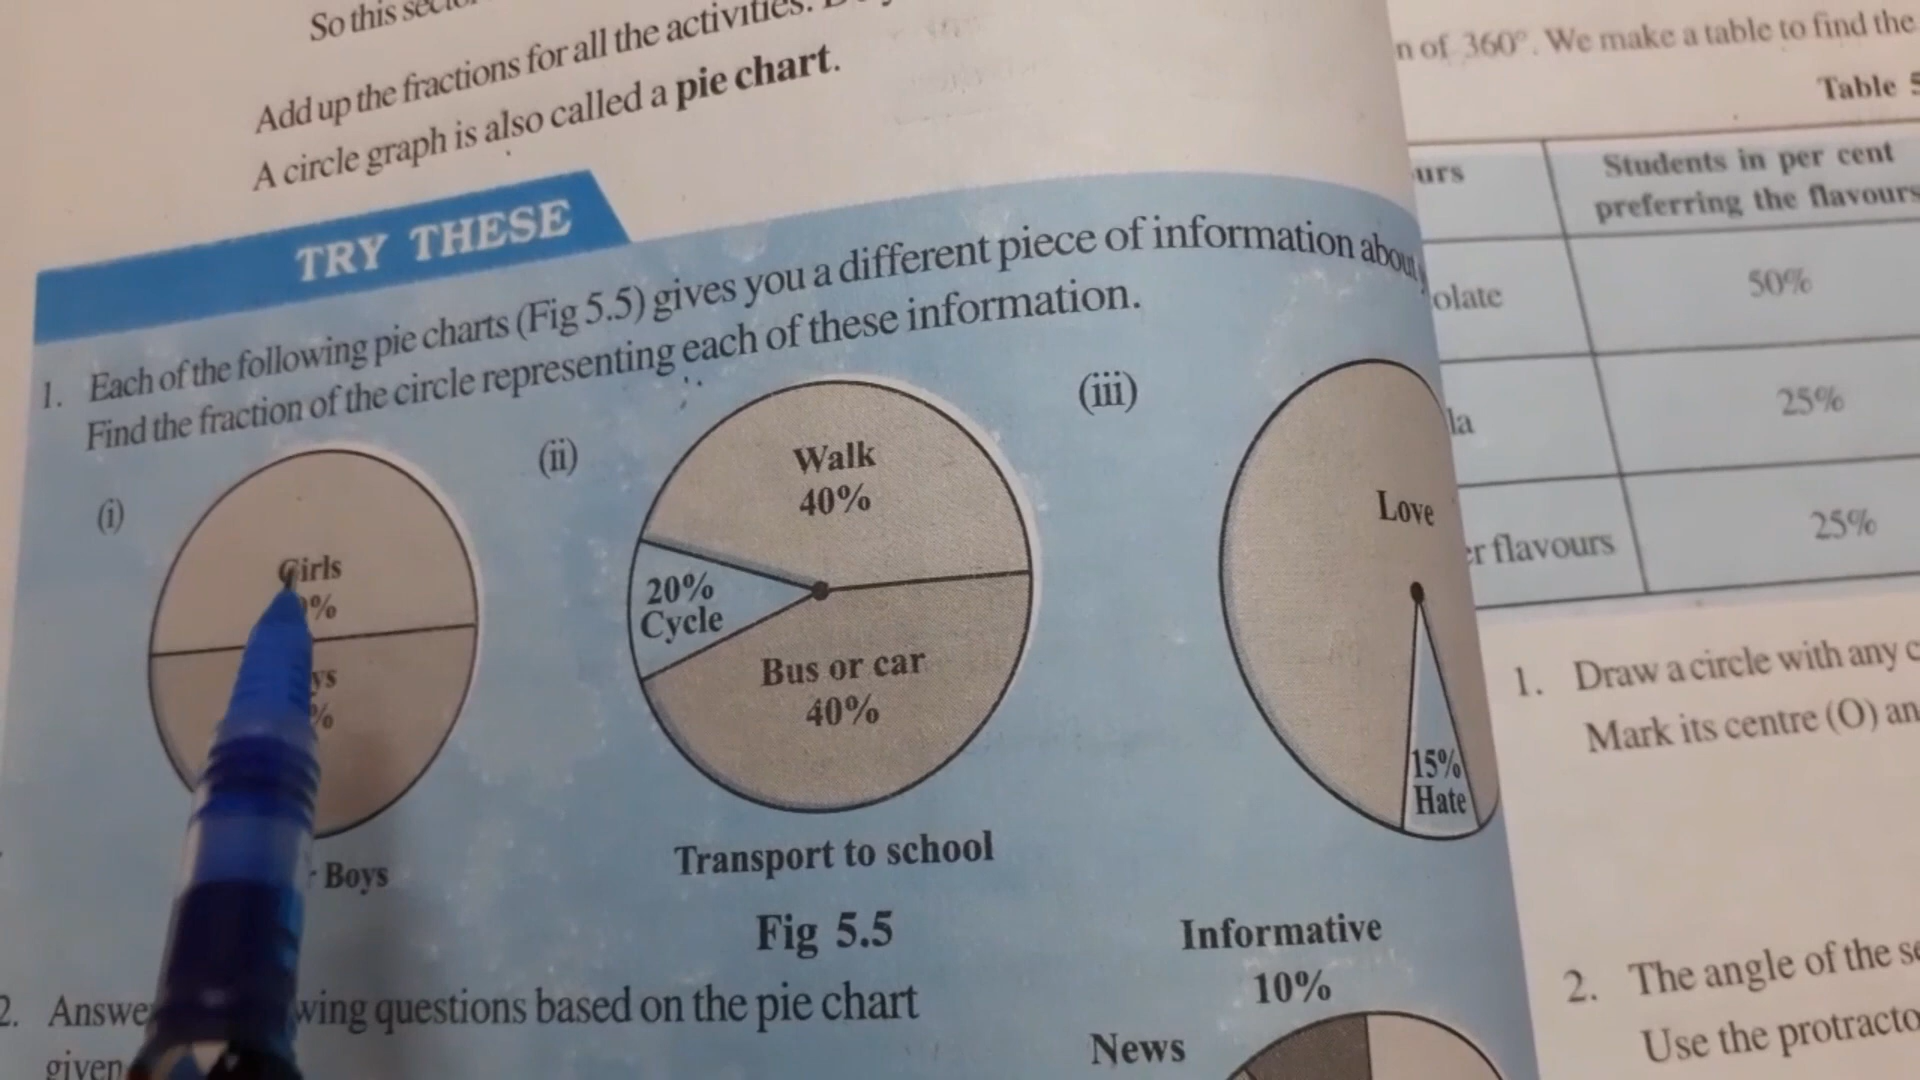 So this
Add up the fractions for all the activities.
A circle graph is also called a pie chart.
TRY THESE
1. Each of the following pie charts (Fig 5.5) gives you a different piece of information about
Find the fraction of the circle representing each of these information.
(i)
Girls
%
ys
%
Boys
(ii)
Walk
40%
20%
Cycle
Bus or car
40%
Transport to school
(iii)
Love
15%
Hate
Fig 5.5
2. Answe wing questions based on the pie chart
given
Informative
10%
News
n of 360°. We make a table to find the
Table 5
urs
Students in per cent
preferring the flavours
olate
50%
la
25%
er flavours
25%
1. Draw a circle with any c
Mark its centre (O) an
2. The angle of the se
Use the protracto